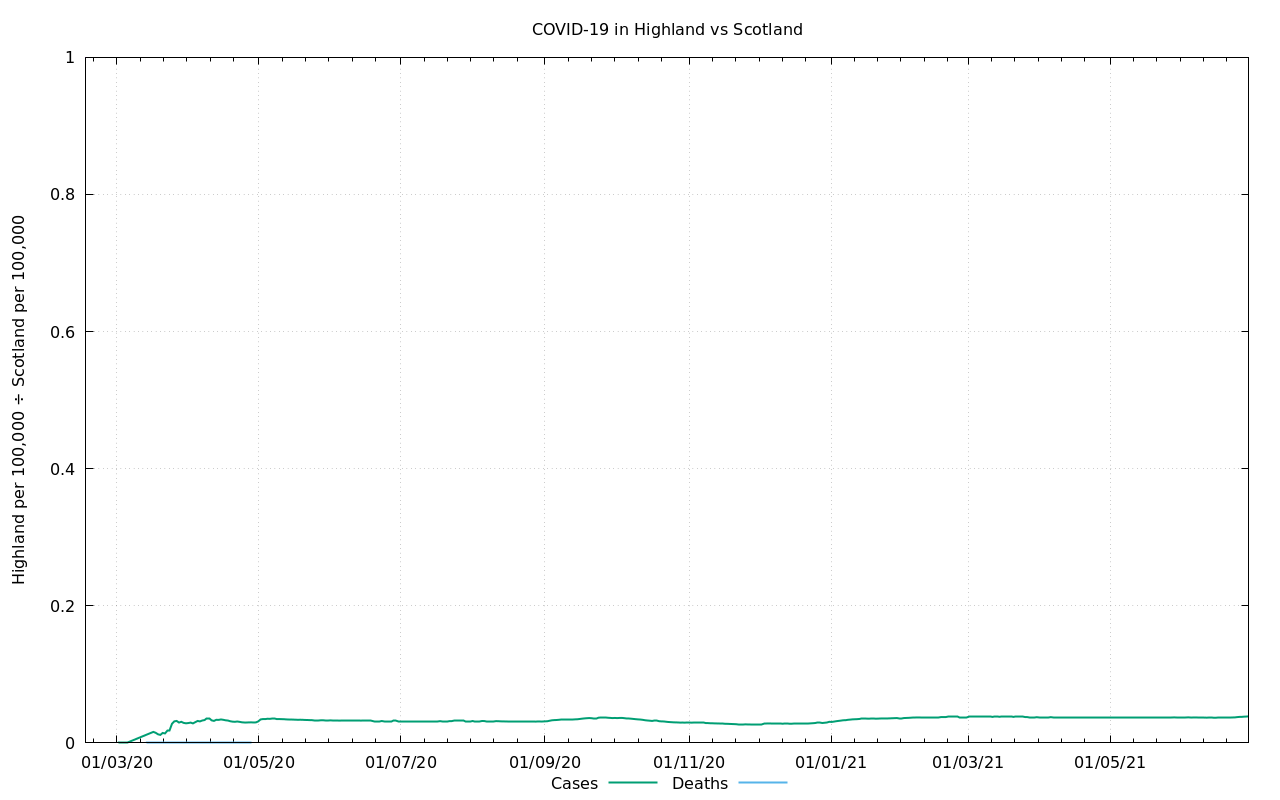 COVID-19 in Highland vs Scotland
Highland per 100,000 ÷ Scotland per 100,000
1
0.8
0.6
0.4
0.2
0
01/03/20 01/05/20 01/07/20 01/09/20 01/11/20 01/01/21 01/03/21 01/05/21
Cases Deaths